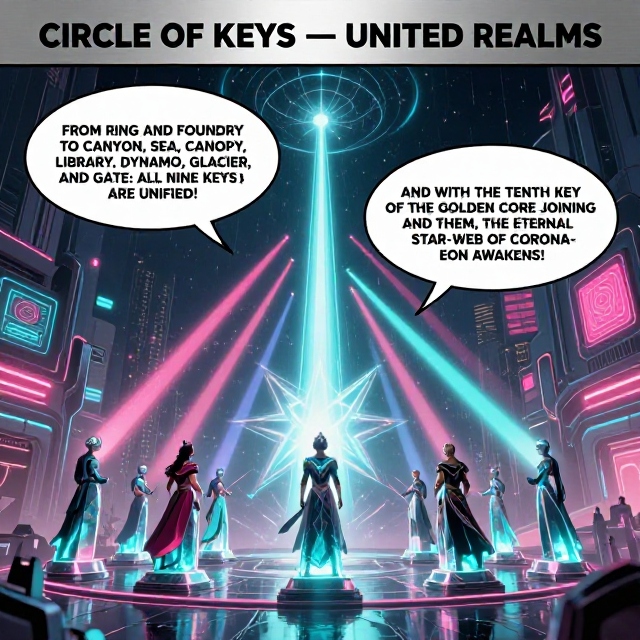 CIRCLE OF KEYS — UNITED REALMS
FROM RING AND FOUNDRY
TO CANYON, SEA, CANOPY,
LIBRARY, DYNAMO, GLACIER,
AND GATE: ALL NINE KEYS)
ARE UNIFIED!
AND WITH THE TENTH KEY
OF THE GOLDEN CORE JOINING
AND THEM, THE ETERNAL
STAR-WEB OF CORONA-
EON AWAKENS!